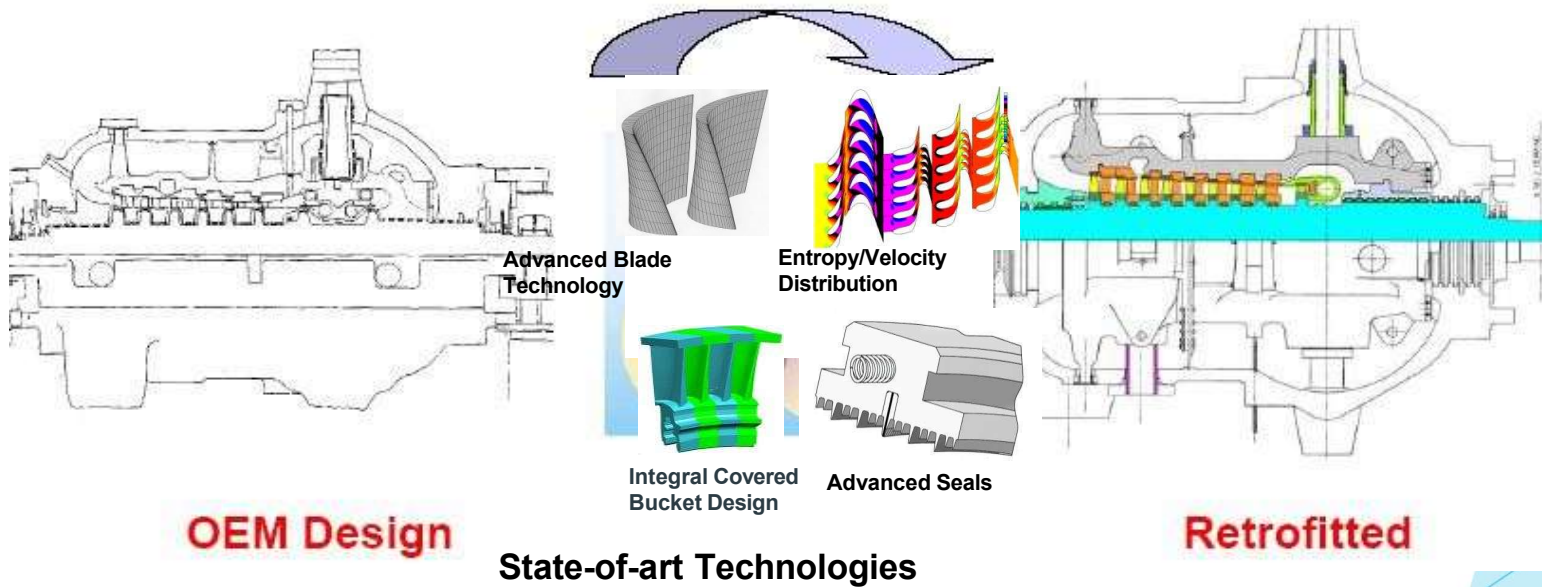 Advanced Blade
Technology
Entropy/Velocity
Distribution
Integral Covered
Bucket Design
Advanced Seals
OEM Design
Retrofitted
State-of-art Technologies